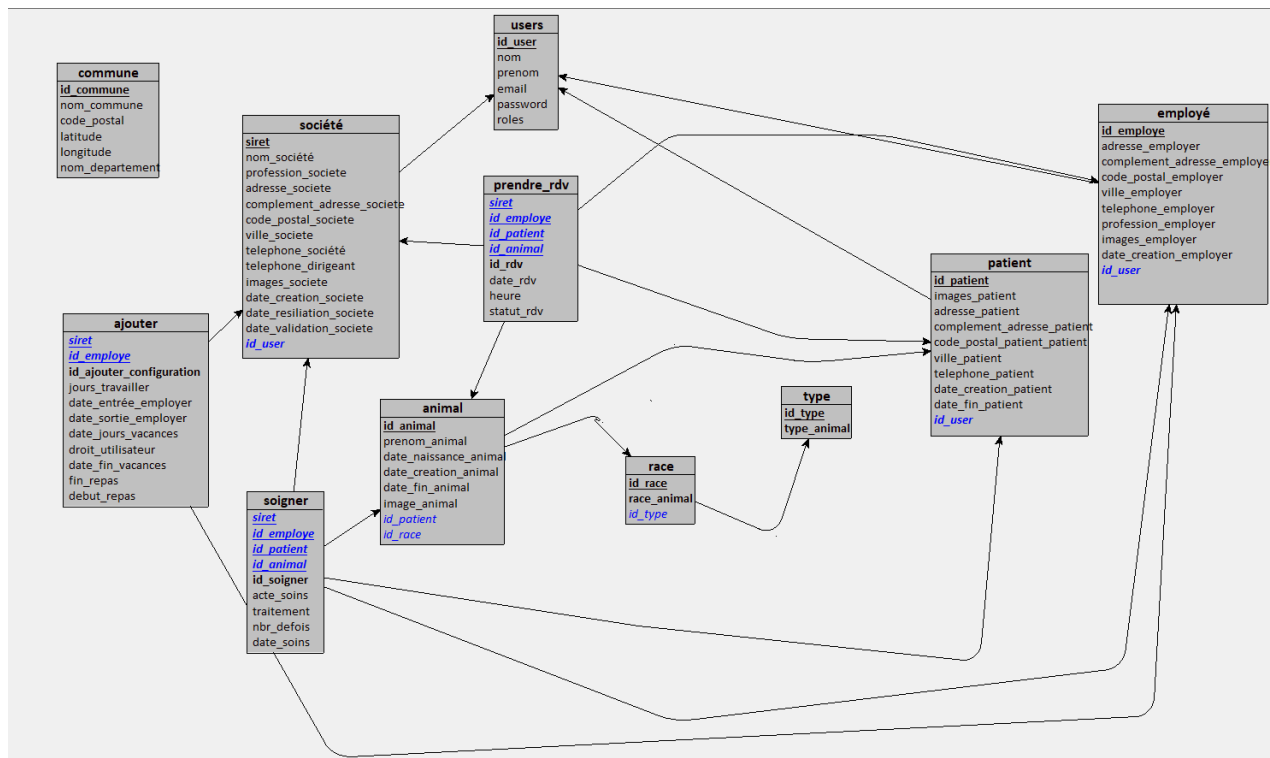 users
id_user
nom
prenom
email
password
roles
commune
id_commune
nom_commune
code_postal
latitude
longitude
nom_departement
société
siret
nom_société
profession_societe
adresse_societe
complement_adresse_societe
code_postal_societe
ville_societe
telephone_société
telephone_dirigeant
images_societe
date_creation_societe
date_resiliation_societe
date_validation_societe
id_user
employé
id_employe
adresse_employer
complement_adresse_employe
code_postal_employer
ville_employer
telephone_employer
profession_employer
images_employer
date_creation_employer
id_user
prendre_rdv
siret
id_employe
id_patient
id_animal
id_rdv
date_rdv
heure
statut_rdv
patient
id_patient
images_patient
adresse_patient
complement_adresse_patient
code_postal_patient_patient
ville_patient
telephone_patient
date_creation_patient
date_fin_patient
id_user
ajouter
siret
id_employe
id_ajouter_configuration
jours_travailler
date_entrée_employer
date_sortie_employer
date_jours_vacances
droit_utilisateur
date_fin_vacances
fin_repas
debut_repas
animal
id_animal
prenom_animal
date_naissance_animal
date_creation_animal
date_fin_animal
image_animal
id_patient
id_race
type
id_type
type_animal
race
id_race
race_animal
id_type
soigner
siret
id_employe
id_patient
id_animal
id_soigner
acte_soins
traitement
nbr_defois
date_soins